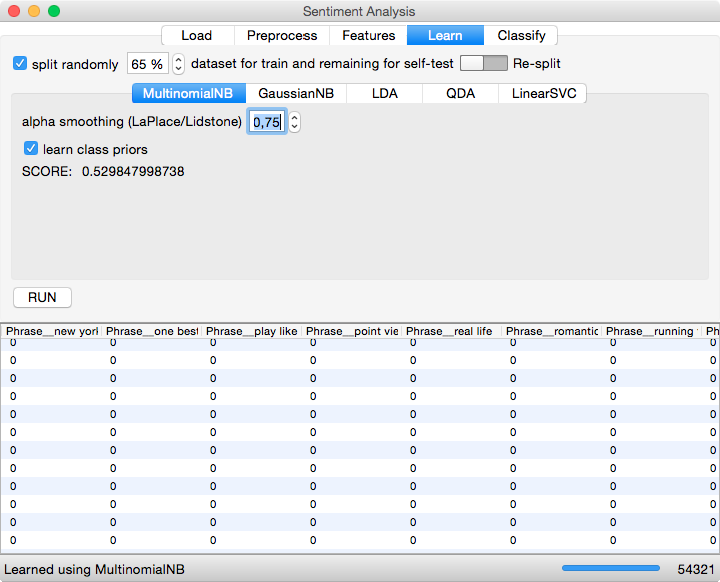 Sentiment Analysis
Load Preprocess Features Learn Classify
split randomly 65 % dataset for train and remaining for self-test Re-split
MultinomialNB GaussianNB LDA QDA LinearSVC
alpha smoothing (LaPlace/Lidstone) 0,75
learn class priors
SCORE: 0.529847998738
RUN
Phrase__new york Phrase__one best Phrase__play like Phrase__point vie Phrase__real life Phrase__romantic Phrase__running Ph
0 0 0 0 0 0 0 0
0 0 0 0 0 0 0 0
0 0 0 0 0 0 0 0
0 0 0 0 0 0 0 0
0 0 0 0 0 0 0 0
0 0 0 0 0 0 0 0
0 0 0 0 0 0 0 0
0 0 0 0 0 0 0 0
0 0 0 0 0 0 0 0
0 0 0 0 0 0 0 0
0 0 0 0 0 0 0 0
0 0 0 0 0 0 0 0
Learned using MultinomialNB 54321